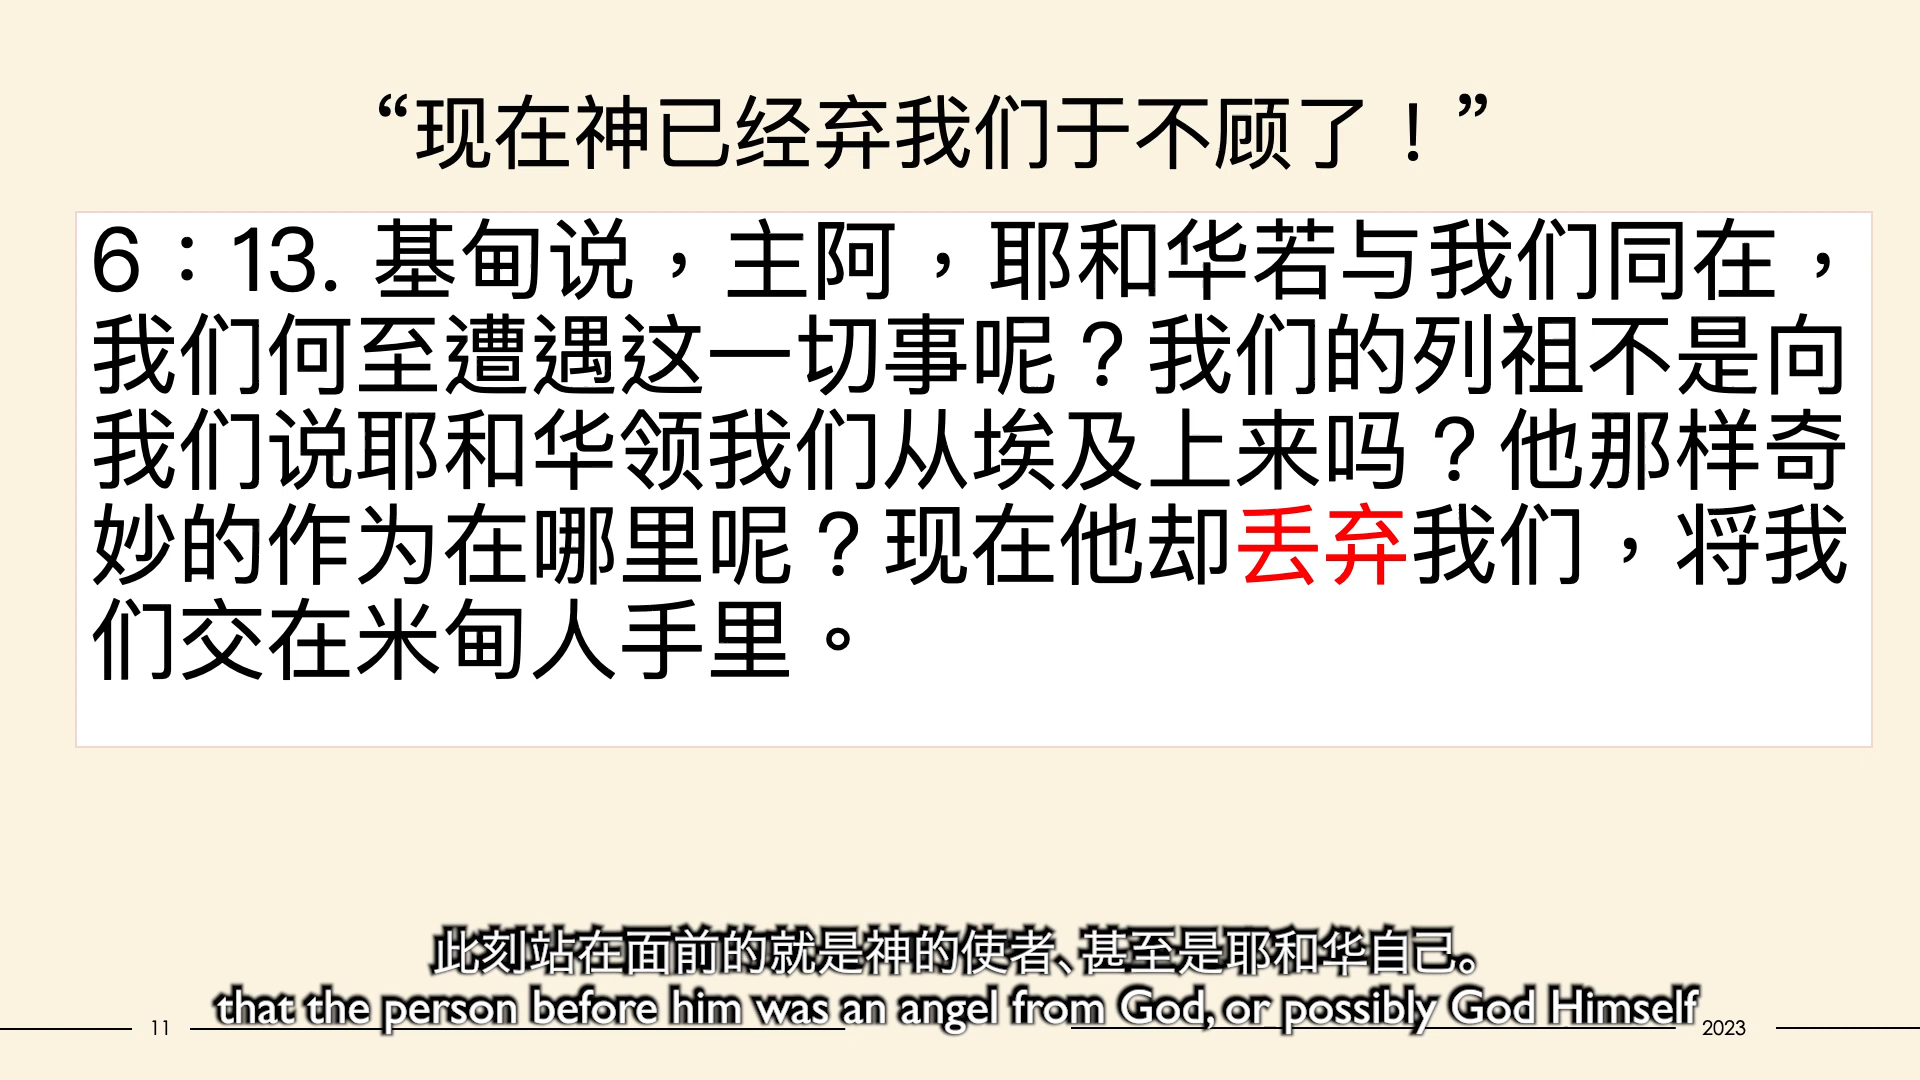 “现在神已经弃我们于不顾了！”
6：13. 基甸说，主阿，耶和华若与我们同在，
我们何至遭遇这一切事呢？我们的列祖不是向
我们说耶和华领我们从埃及上来吗？他那样奇
妙的作为在哪里呢？现在他却丢弃我们，将我
们交在米甸人手里。
此刻站在面前的就是神的使者、甚至是耶和华自己。
that the person before him was an angel from God, or possibly God Himself
11
2023